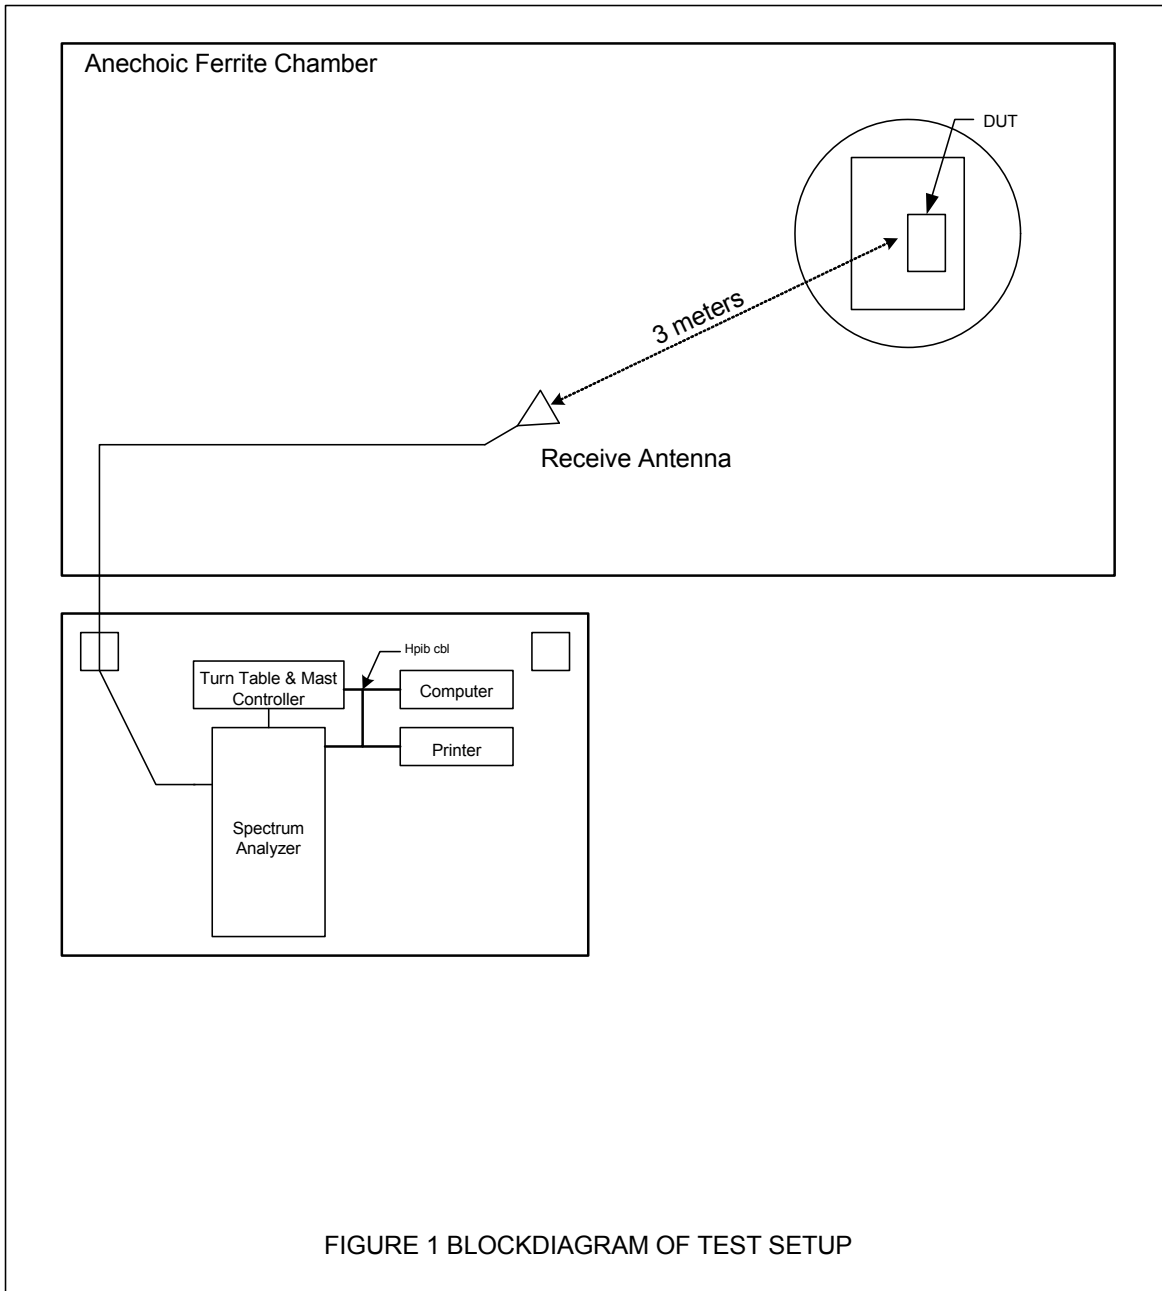 Anechoic Ferrite Chamber
DUT
3 meters
Receive Antenna
Hpib cbl
Turn Table & Mast
Controller
Computer
Printer
Spectrum
Analyzer
FIGURE 1 BLOCKDIAGRAM OF TEST SETUP